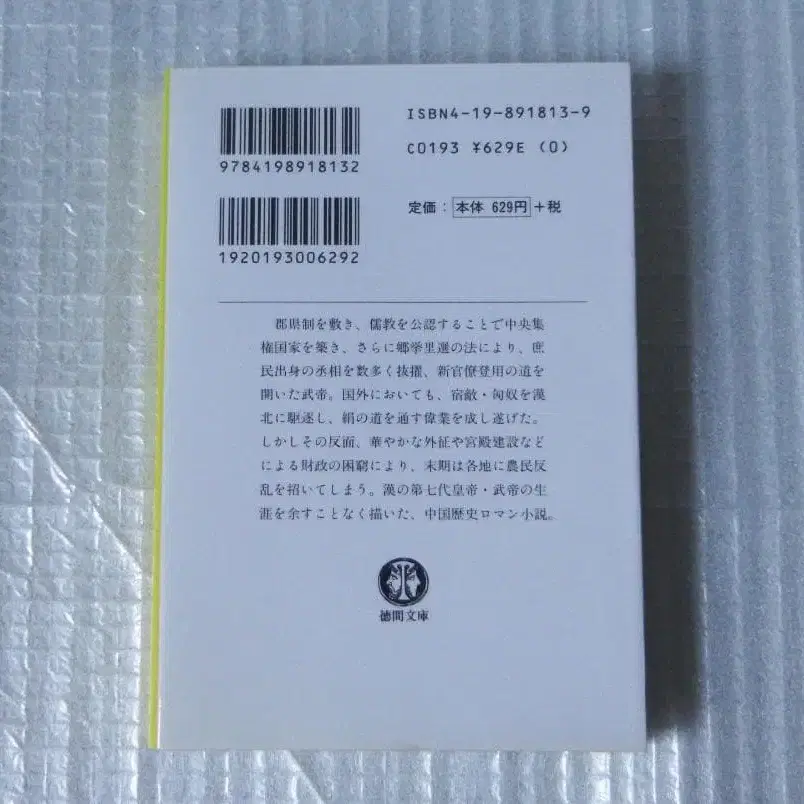 ISBN4-19-891813-9
9784198918132
C0193 ¥629E (0)
定価：本体 629円＋税
1920193006292
郡県制を敷き、儒教を公認することで中央集
権国家を築き、さらに郷挙里選の法により、庶
民出身の丞相を数多く抜擢、新官僚登用の道を
開いた武帝。国外においても、宿敵・匈奴を漠
北に駆逐し、絹の道を通す偉業を成し遂げた。
しかしその反面、華やかな外征や宮殿建設など
による財政の困窮により、末期は各地に農民反
乱を招いてしまう。漢の第七代皇帝・武帝の生
涯を余すことなく描いた、中国歴史ロマン小説。
徳間文庫